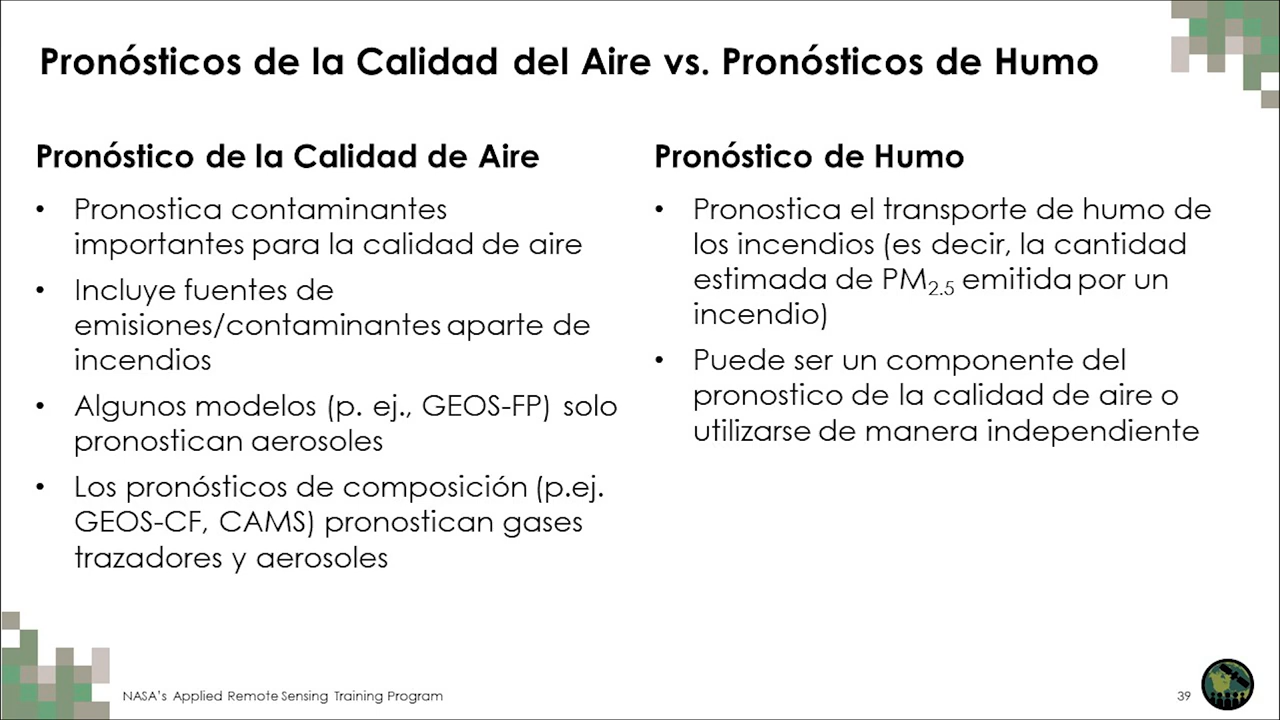 Pronósticos de la Calidad del Aire vs. Pronósticos de Humo
Pronóstico de la Calidad de Aire
• Pronostica contaminantes
importantes para la calidad de aire
• Incluye fuentes de
emisiones/contaminantes aparte de
incendios
• Algunos modelos (p. ej., GEOS-FP) solo
pronostican aerosoles
• Los pronósticos de composición (p.ej.
GEOS-CF, CAMS) pronostican gases
trazadores y aerosoles
Pronóstico de Humo
• Pronostica el transporte de humo de
los incendios (es decir, la cantidad
estimada de PM2.5 emitida por un
incendio)
• Puede ser un componente del
pronostico de la calidad de aire o
utilizarse de manera independiente
NASA's Applied Remote Sensing Training Program
39